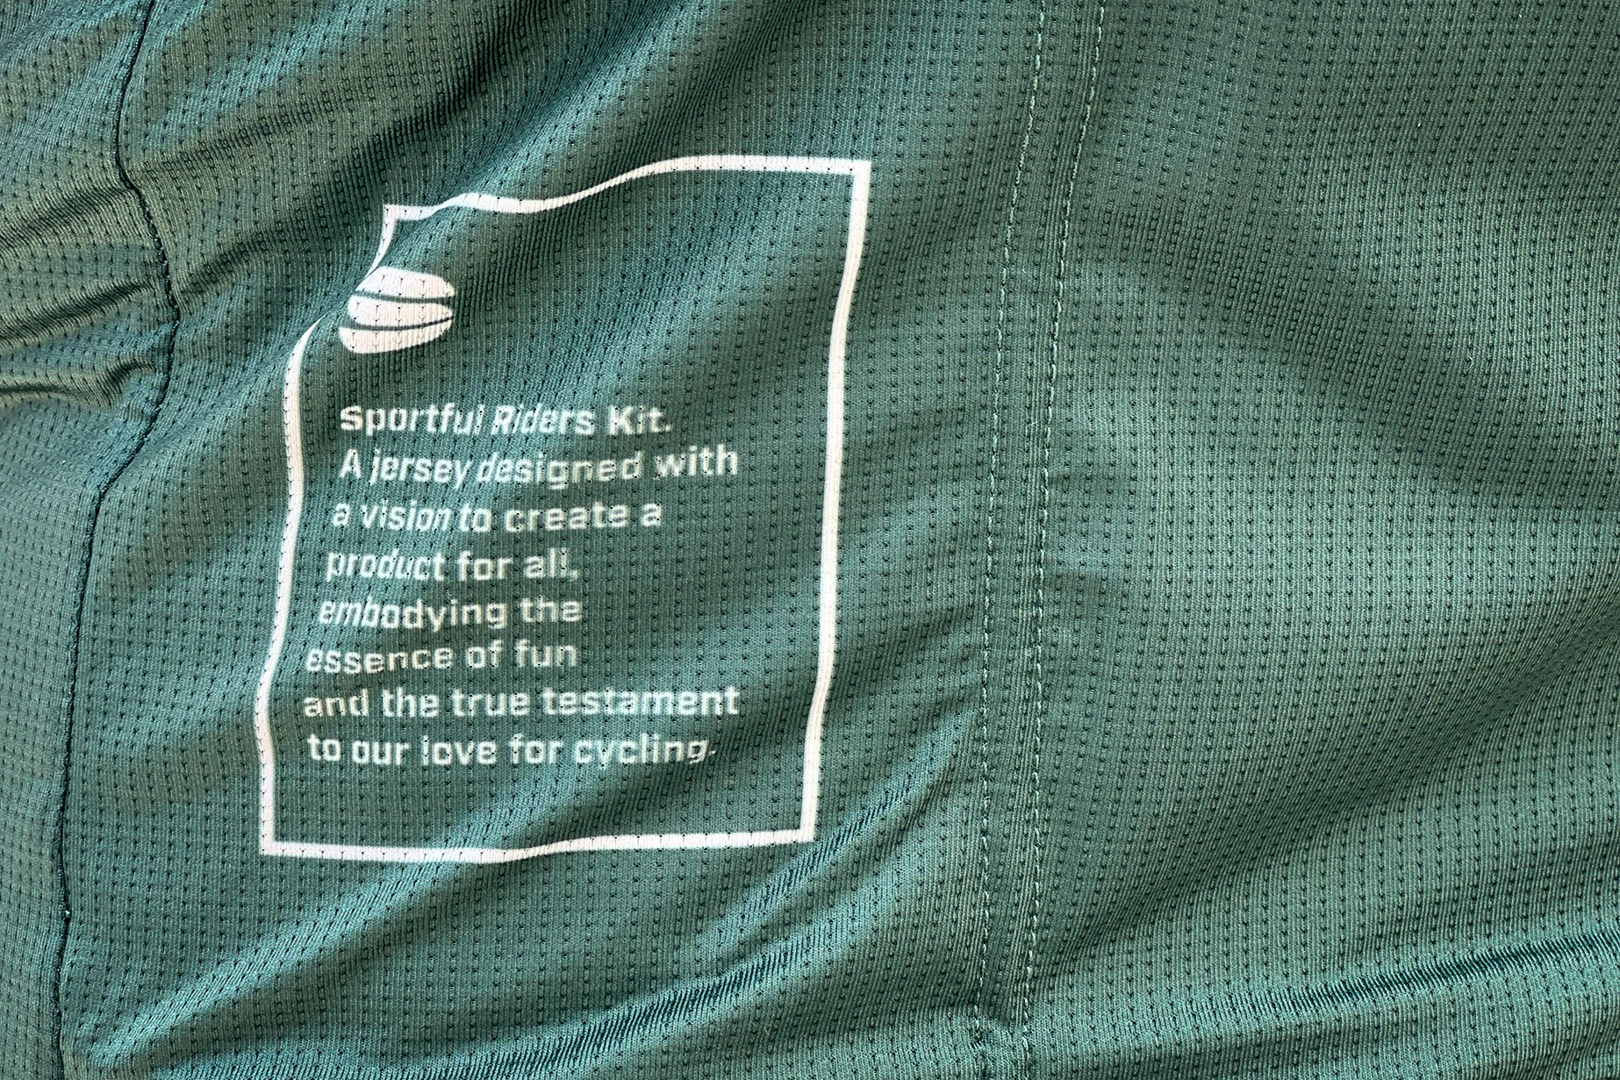 Sportful Riders Kit.
A jersey designed with
a vision to create a
product for all,
embodying the
essence of fun
and the true testament
to our love for cycling.